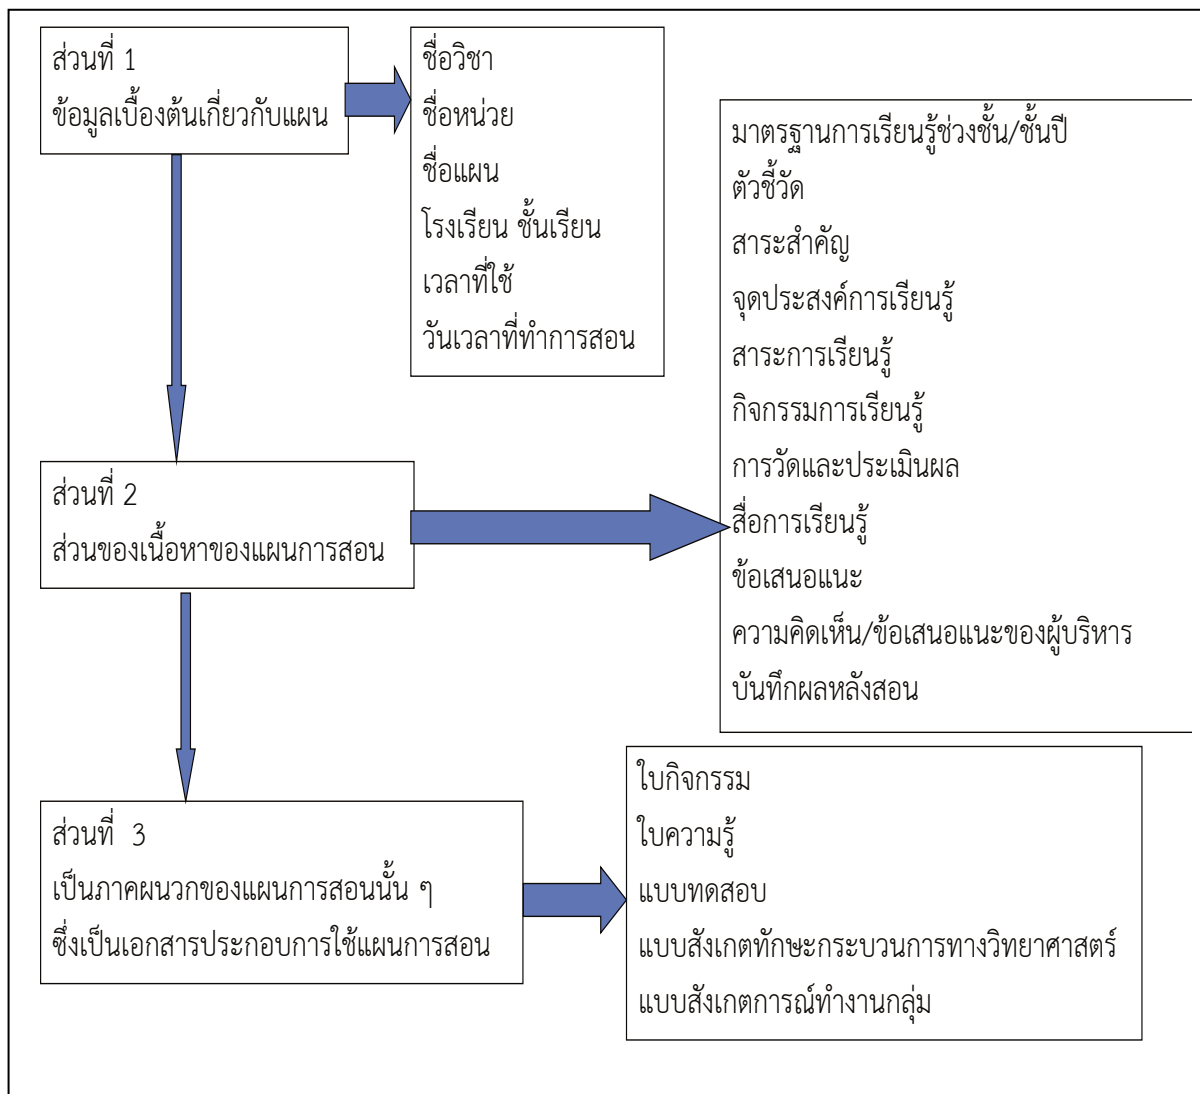 ส่วนที่ 1
ข้อมูลเบื้องต้นเกี่ยวกับแผน
ชื่อวิชา
ชื่อหน่วย
ชื่อแผน
โรงเรียน ชั้นเรียน
เวลาที่ใช้
วันเวลาที่ทำการสอน
ส่วนที่ 2
ส่วนของเนื้อหาของแผนการสอน
มาตรฐานการเรียนรู้ช่วงชั้น/ชั้นปี
ตัวชี้วัด
สาระสำคัญ
จุดประสงค์การเรียนรู้
สาระการเรียนรู้
กิจกรรมการเรียนรู้
การวัดและประเมินผล
สื่อการเรียนรู้
ข้อเสนอแนะ
ความคิดเห็น/ข้อเสนอแนะของผู้บริหาร
บันทึกผลหลังสอน
ส่วนที่ 3
เป็นภาคผนวกของแผนการสอนนั้น ๆ
ซึ่งเป็นเอกสารประกอบการใช้แผนการสอน
ใบกิจกรรม
ใบความรู้
แบบทดสอบ
แบบสังเกตทักษะกระบวนการทางวิทยาศาสตร์
แบบสังเกตการณ์ทำงานกลุ่ม